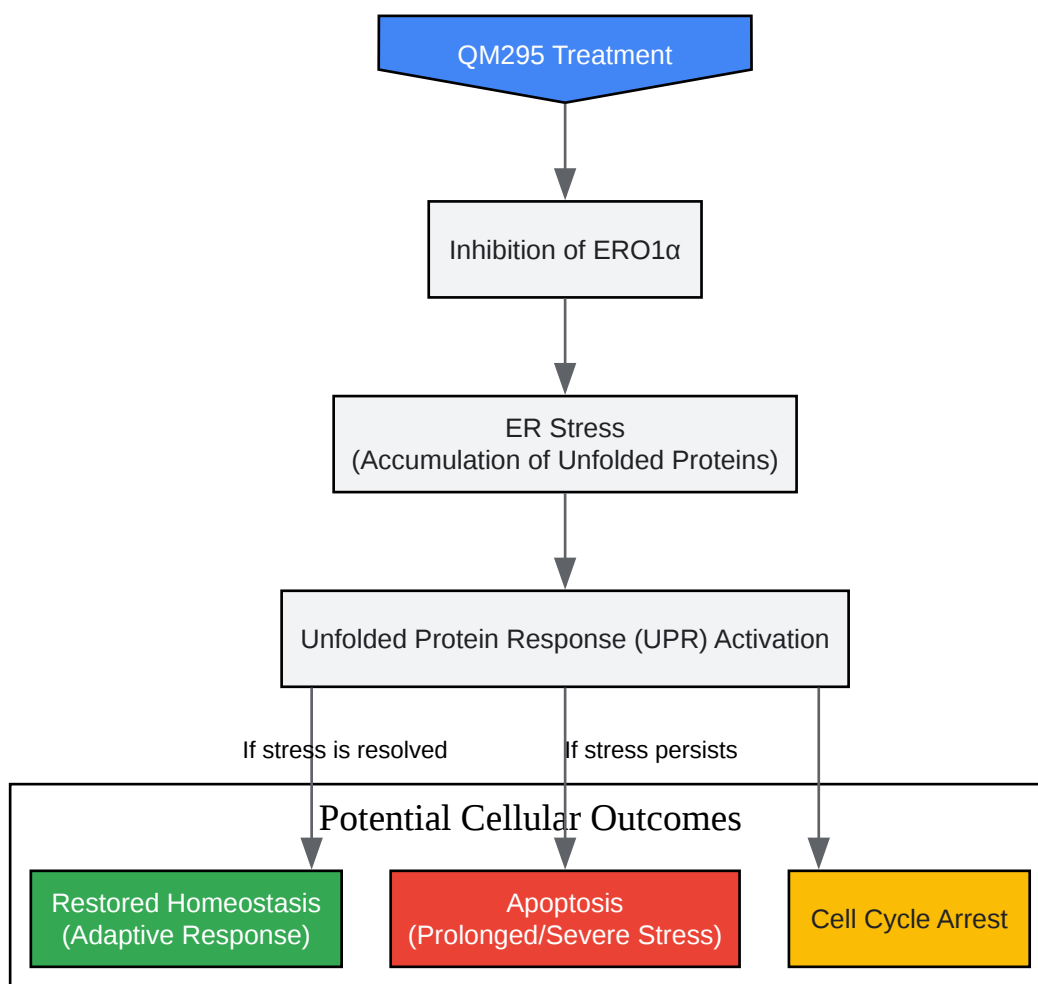 QM295 Treatment
Inhibition of ERO1α
ER Stress
(Accumulation of Unfolded Proteins)
Unfolded Protein Response (UPR) Activation
If stress is resolved
If stress persists
Potential Cellular Outcomes
Restored Homeostasis
(Adaptive Response)
Apoptosis
(Prolonged/Severe Stress)
Cell Cycle Arrest